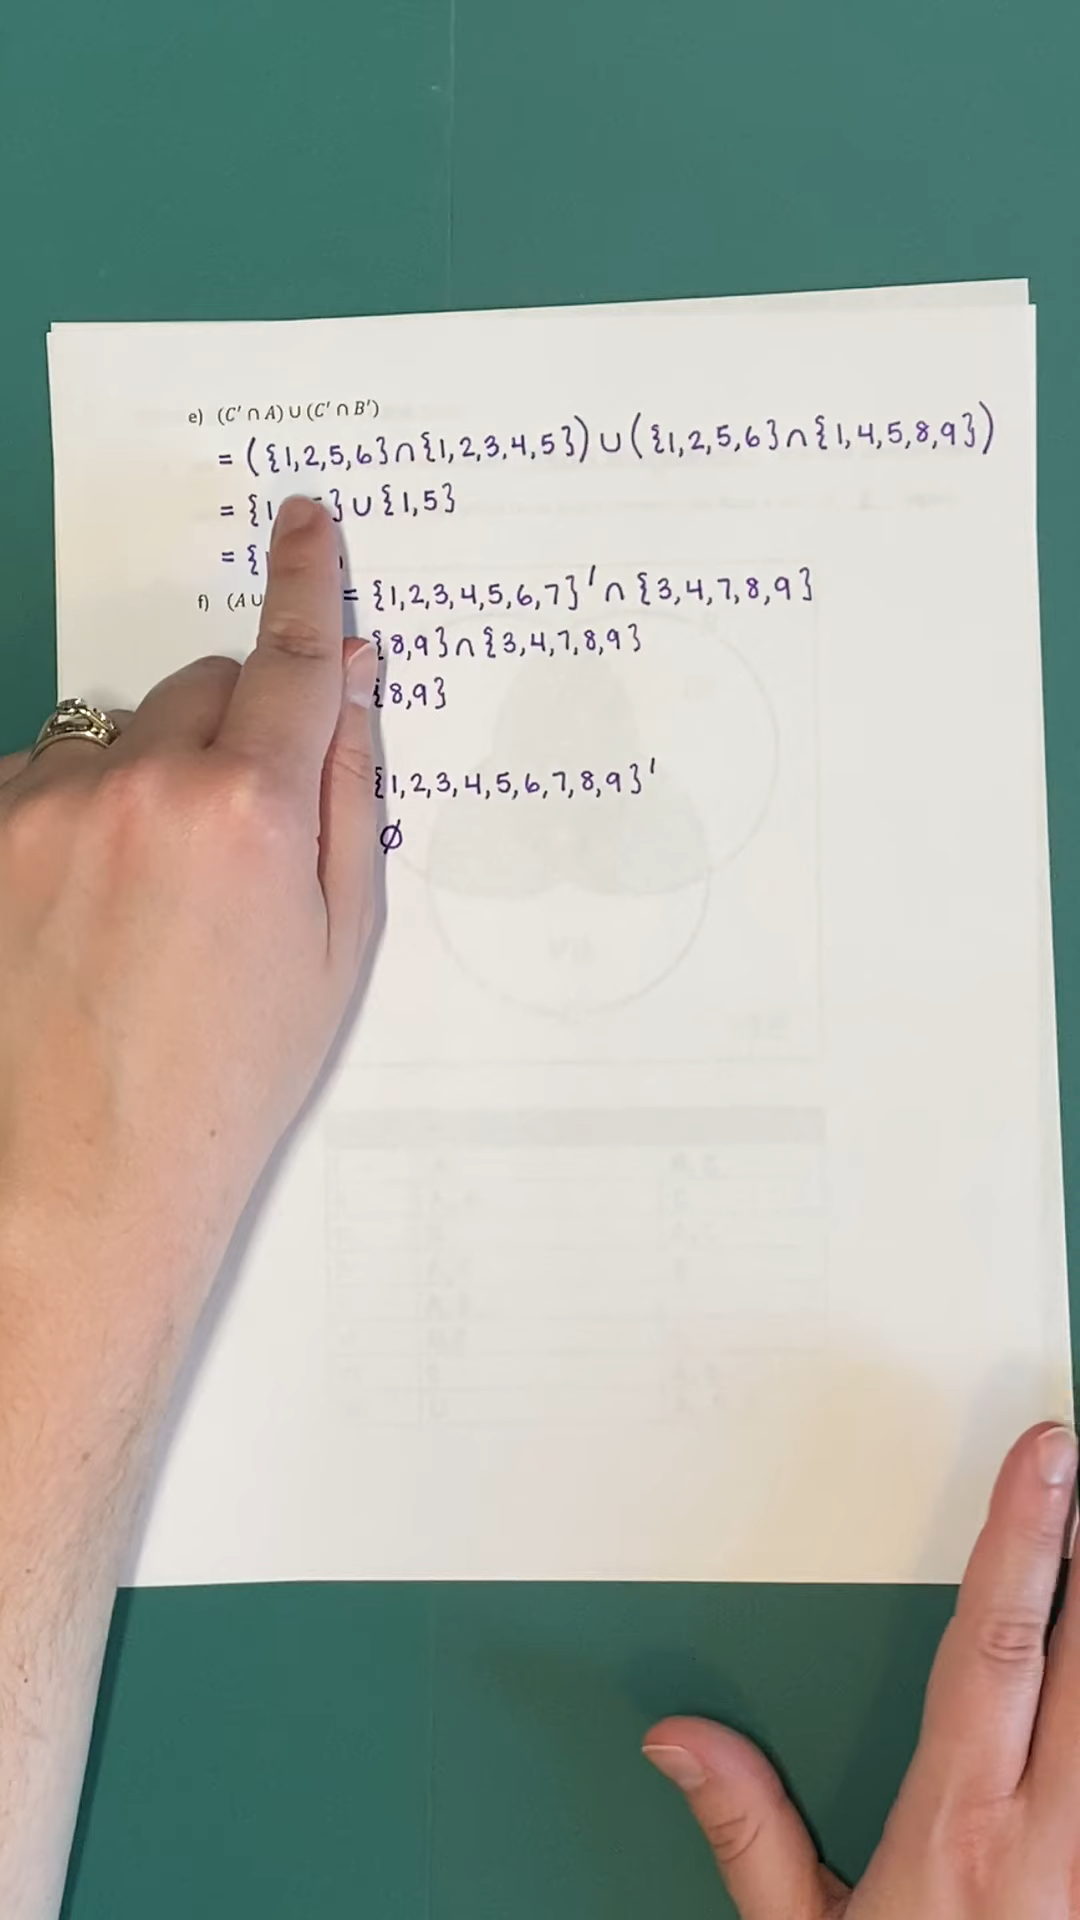 e) (C′ ∩ A) ∪ (C′ ∩ B′)
= ({1,2,5,6}∩{1,2,3,4,5}) ∪ ({1,2,5,6}∩{1,4,5,8,9})
= {1 } ∪ {1,5}
= {1
f) (A ∪ = {1,2,3,4,5,6,7}′ ∩ {3,4,7,8,9}
{8,9}∩{3,4,7,8,9}
{8,9}
{1,2,3,4,5,6,7,8,9}′
∅